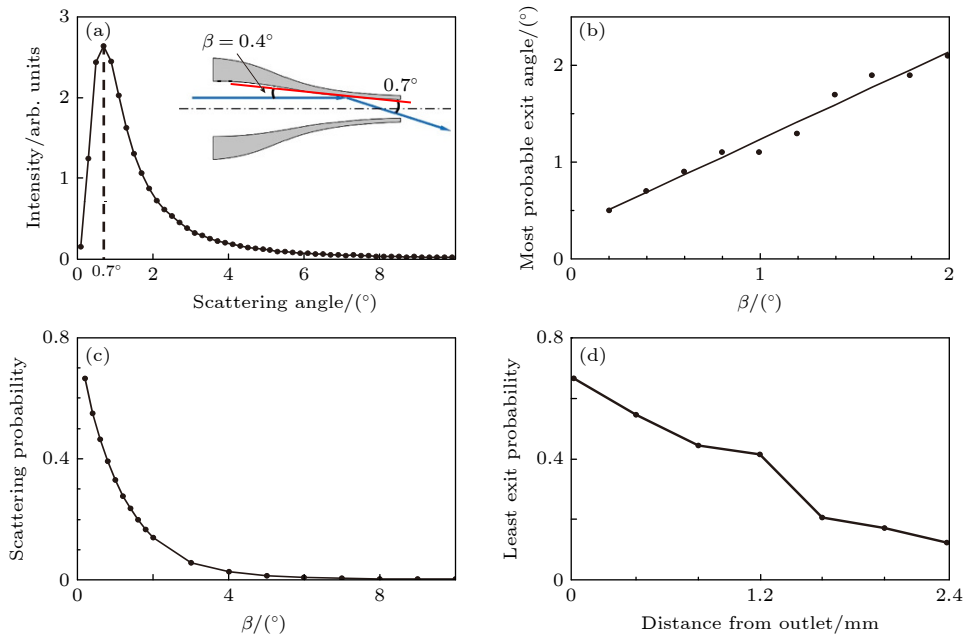 (a)
β = 0.4°
0.7°
0.7°
Intensity/arb. units
0
1
2
3
0
2
4
6
8
Scattering angle/(°)
(b)
Most probable exit angle/(°)
0
1
2
0
1
2
β/(°)
(c)
Scattering probability
0
0.4
0.8
0
2
4
6
8
β/(°)
(d)
Least exit probability
0
0.4
0.8
0
1.2
2.4
Distance from outlet/mm